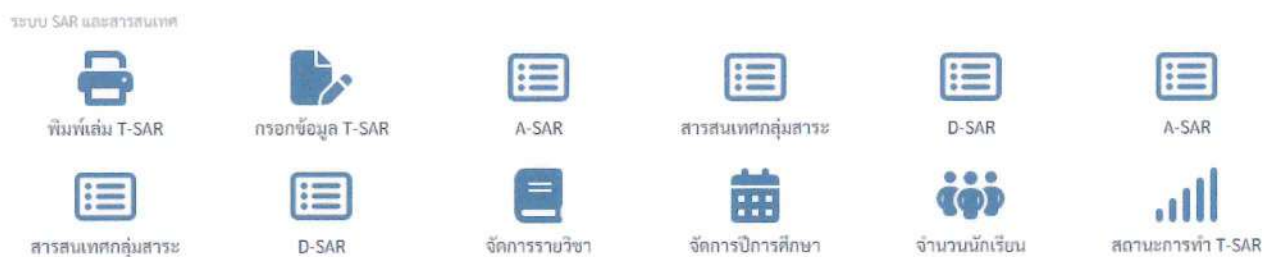 ระบบ SAR และสารสนเทศ
พิมพ์เล่ม T-SAR
กรอกข้อมูล T-SAR
A-SAR
สารสนเทศกลุ่มสาระ
D-SAR
A-SAR
สารสนเทศกลุ่มสาระ
D-SAR
จัดการรายวิชา
จัดการปีการศึกษา
จำนวนนักเรียน
สถานะการทำ T-SAR